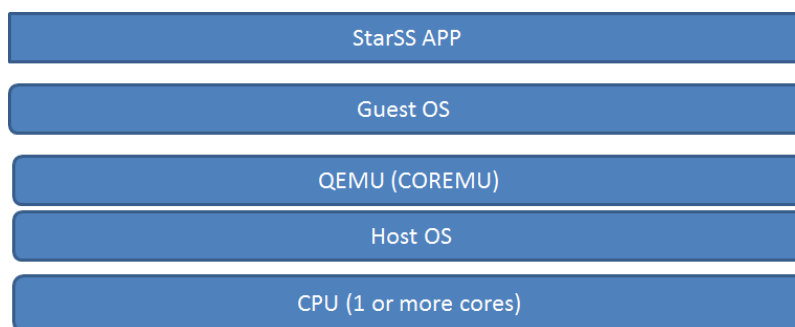 StarSS APP
Guest OS
QEMU (COREMU)
Host OS
CPU (1 or more cores)